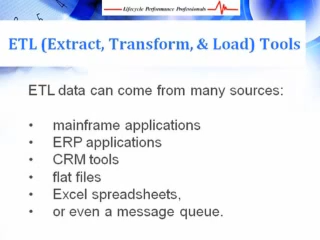 Lifecycle Performance Professionals
ETL (Extract, Transform, & Load) Tools
ETL data can come from many sources:
• mainframe applications
• ERP applications
• CRM tools
• flat files
• Excel spreadsheets,
• or even a message queue.